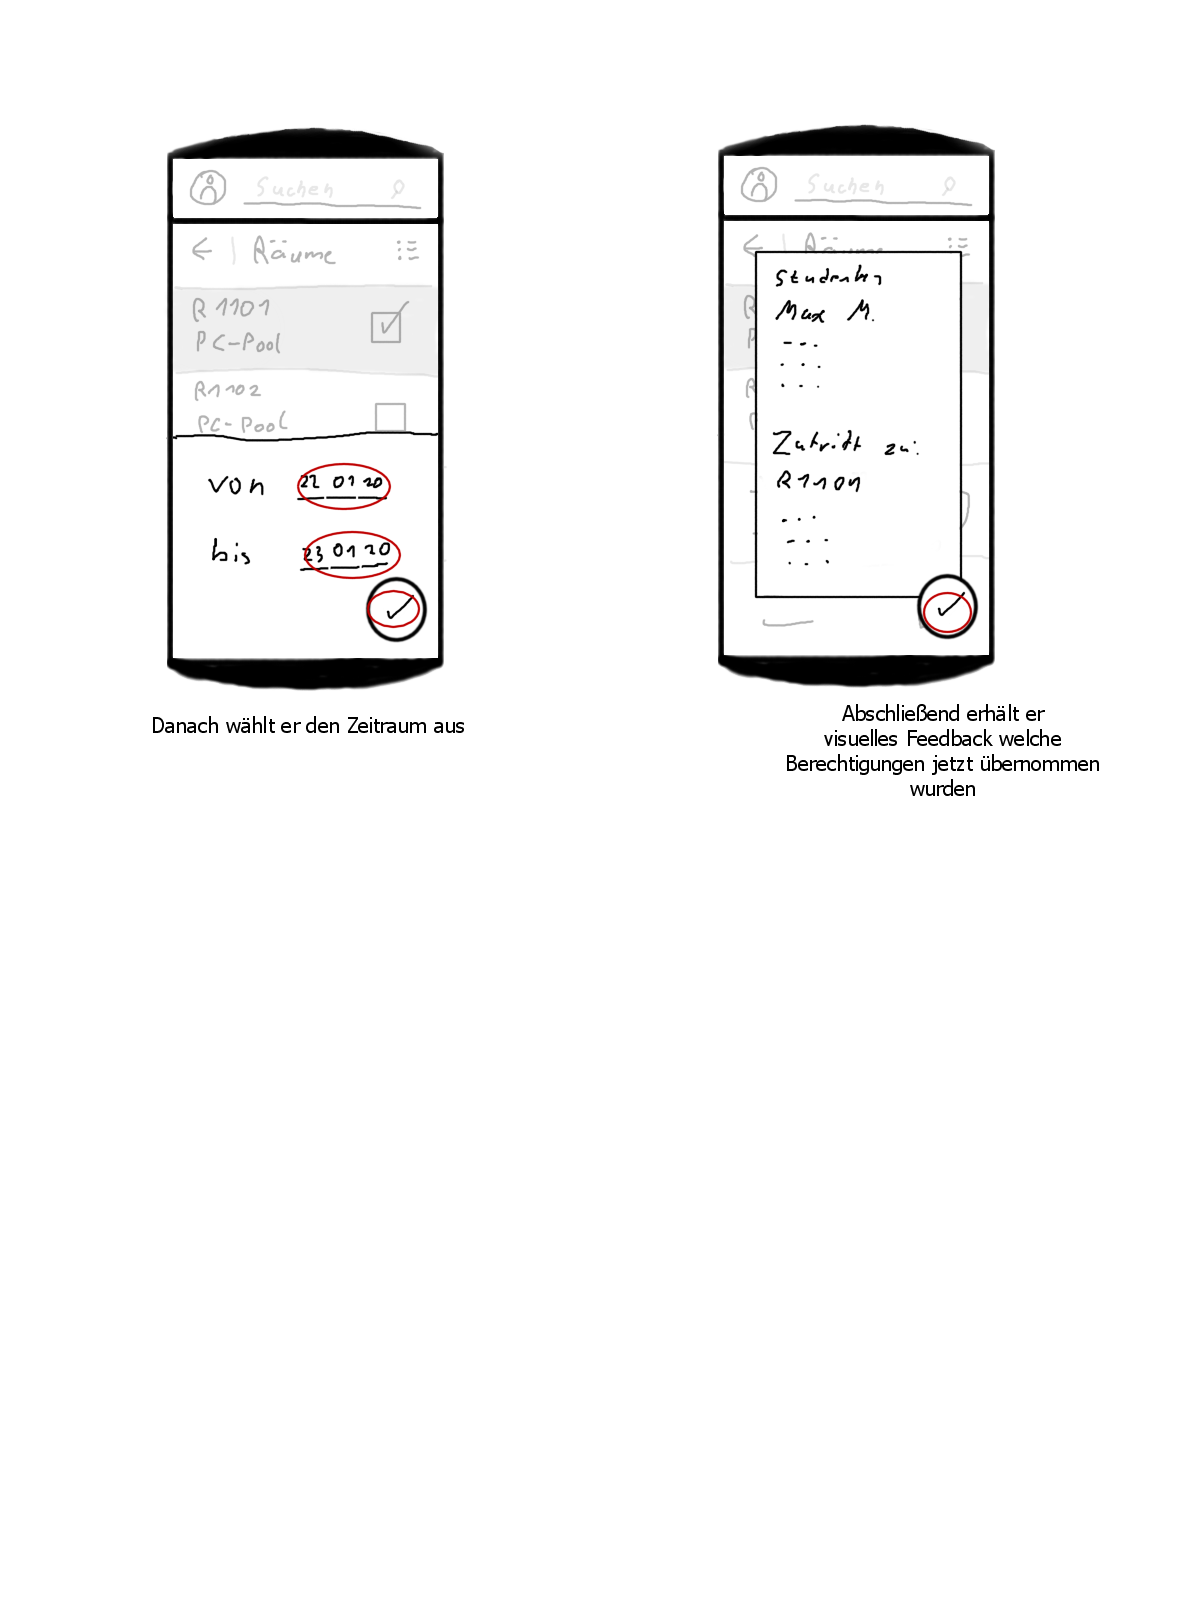 Suchen
Räume
R 1101
PC-Pool
R1102
PC-Pool
von 22 01 20
bis 23 01 20
Danach wählt er den Zeitraum aus
Suchen
Räume
R
P
R
P
Max M.
Zutritt zu:
R1101
Abschließend erhält er
visuelles Feedback welche
Berechtigungen jetzt übernommen
wurden